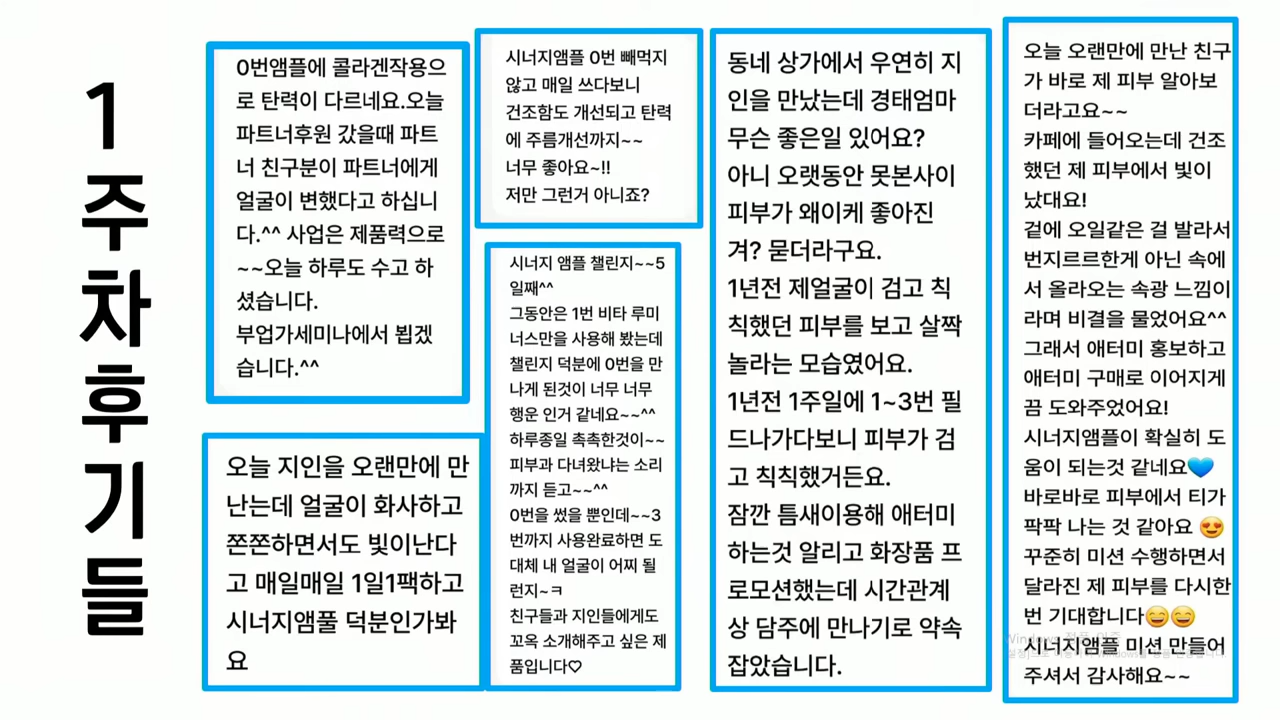 1주차후기들
0번앰플에 콜라겐작용으
로 탄력이 다르네요.오늘
파트너후원 갔을때 파트
너 친구분이 파트너에게
얼굴이 변했다고 하십니
다.^^ 사업은 제품력으로
~~오늘 하루도 수고 하
셨습니다.
부업가세미나에서 뵙겠
습니다.^^
오늘 지인을 오랜만에 만
난는데 얼굴이 화사하고
쫀쫀하면서도 빛이난다
고 매일매일 1일1팩하고
시너지앰풀 덕분인가봐
요
시너지앰플 0번 빼먹지
않고 매일 쓰다보니
건조함도 개선되고 탄력
에 주름개선까지~~
너무 좋아요~!!
저만 그런거 아니죠?
시너지 앰플 챌린지~~5
일째^^
그동안은 1번 비타 루미
너스만을 사용해 봤는데
챌린지 덕분에 0번을 만
나게 된것이 너무 너무
행운 인거 같네요~~^^
하루종일 촉촉한것이~~
피부과 다녀왔냐는 소리
까지 듣고~~^^
0번을 썼을 뿐인데~~3
번까지 사용완료하면 도
대체 내 얼굴이 어찌 될
런지~ㅋ
친구들과 지인들에게도
꼬옥 소개해주고 싶은 제
품입니다♡
동네 상가에서 우연히 지
인을 만났는데 경태엄마
무슨 좋은일 있어요?
아니 오랫동안 못본사이
피부가 왜이케 좋아진
겨? 묻더라구요.
1년전 제얼굴이 검고 칙
칙했던 피부를 보고 살짝
놀라는 모습였어요.
1년전 1주일에 1~3번 필
드나가다보니 피부가 검
고 칙칙했거든요.
잠깐 틈새이용해 애터미
하는것 알리고 화장품 프
로모션했는데 시간관계
상 담주에 만나기로 약속
잡았습니다.
오늘 오랜만에 만난 친구
가 바로 제 피부 알아보
더라고요~~
카페에 들어오는데 건조
했던 제 피부에서 빛이
났대요!
겉에 오일같은 걸 발라서
번지르르한게 아닌 속에
서 올라오는 속광 느낌이
라며 비결을 물었어요^^
그래서 애터미 홍보하고
애터미 구매로 이어지게
끔 도와주었어요!
시너지앰플이 확실히 도
움이 되는것 같네요💙
바로바로 피부에서 티가
팍팍 나는 것 같아요 😍
꾸준히 미션 수행하면서
달라진 제 피부를 다시한
번 기대합니다😄😄
시너지앰플 미션 만들어
주셔서 감사해요~~